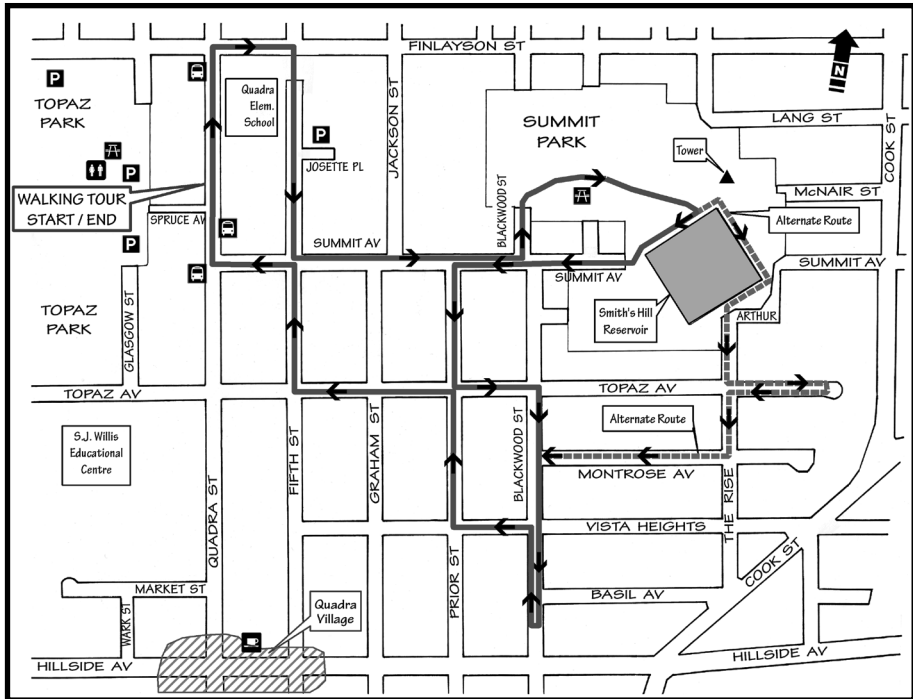 FINLAYSON ST
N
P
TOPAZ
PARK
Quadra
Elem.
School
P
JACKSON ST
SUMMIT
PARK
LANG ST
COOK ST
Tower
JOSETTE PL
P
McNAIR ST
WALKING TOUR
START / END
SPRUCE AV
BLACKWOOD ST
Alternate Route
P
SUMMIT AV
SUMMIT AV
SUMMIT AV
TOPAZ
PARK
GLASGOW ST
Smith's Hill
Reservoir
ARTHUR
TOPAZ AV
TOPAZ AV
Alternate Route
S.J. Willis
Educational
Centre
QUADRA ST
FIFTH ST
GRAHAM ST
BLACKWOOD ST
MONTROSE AV
THE RISE
VISTA HEIGHTS
COOK ST
MARKET ST
PRIOR ST
BASIL AV
WARK ST
Quadra
Village
HILLSIDE AV
HILLSIDE AV